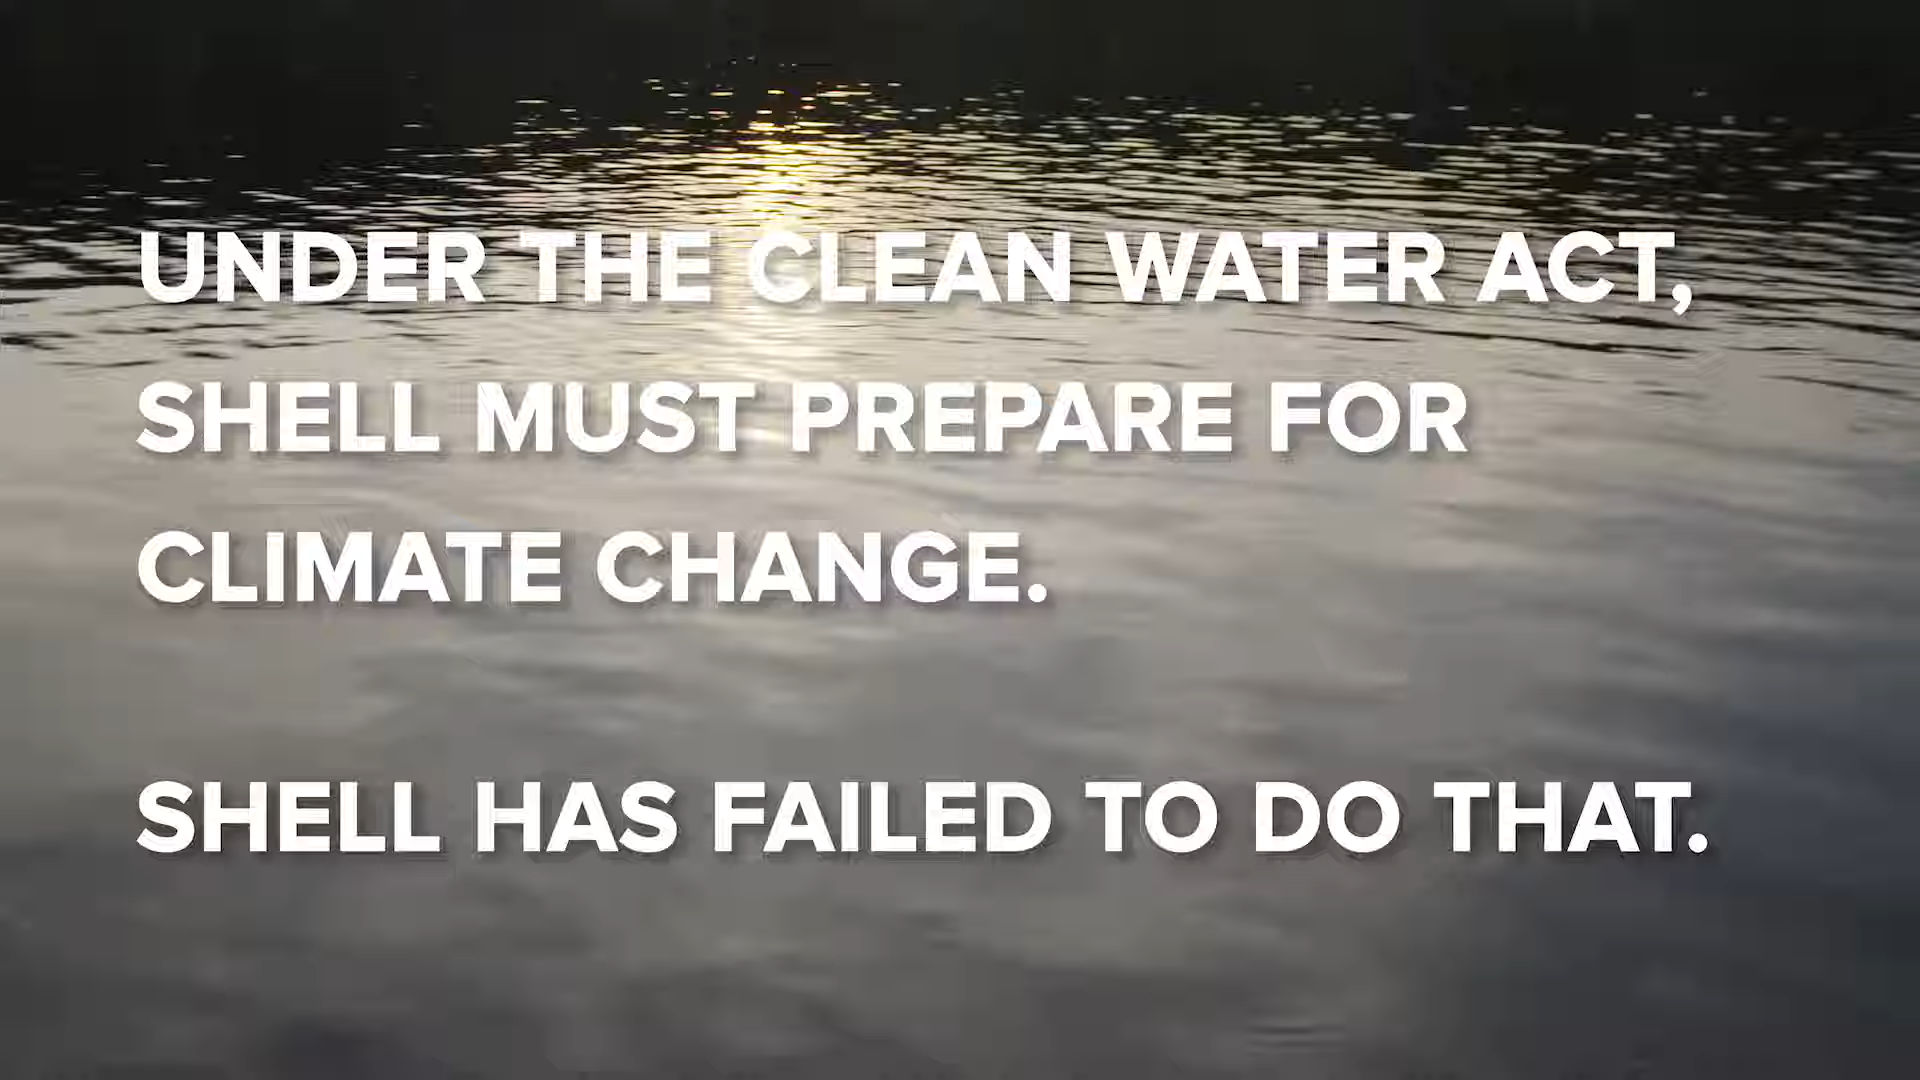 UNDER THE CLEAN WATER ACT,
SHELL MUST PREPARE FOR
CLIMATE CHANGE.
SHELL HAS FAILED TO DO THAT.